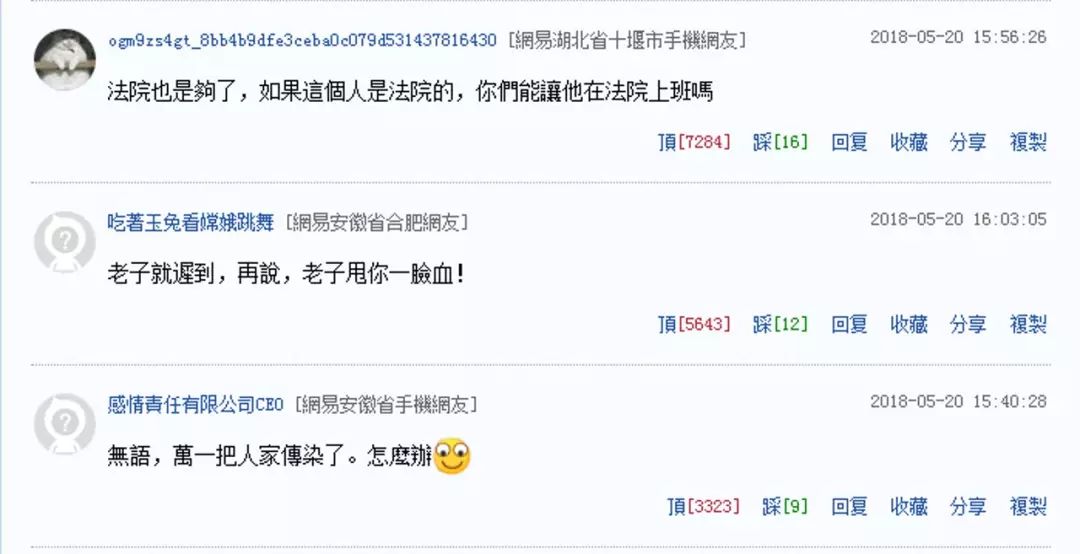 ogm9zs4gt_8bb4b9dfe3ceba0c079d531437816430 [網易湖北省十堰市手機網友] 2018-05-20 15:56:26
法院也是夠了，如果這個人是法院的，你們能讓他在法院上班嗎
頂[7284] 踩[16] 回复 收藏 分享 複製
吃著玉兔看嫦娥跳舞 [網易安徽省合肥網友] 2018-05-20 16:03:05
老子就遲到，再說，老子甩你一臉血！
頂[5643] 踩[12] 回复 收藏 分享 複製
感情責任有限公司CEO [網易安徽省手機網友] 2018-05-20 15:40:28
無語，萬一把人家傳染了。怎麼辦
頂[3323] 踩[9] 回复 收藏 分享 複製